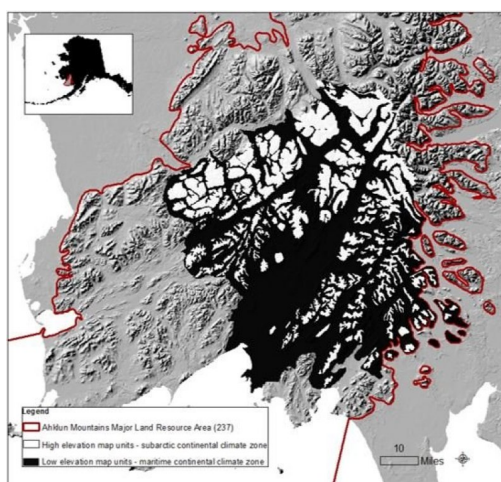 Legend
Ahklun Mountains Major Land Resource Area (237)
High elevation map units - subarctic continental climate zone
Low elevation map units - maritime continental climate zone
10
Miles